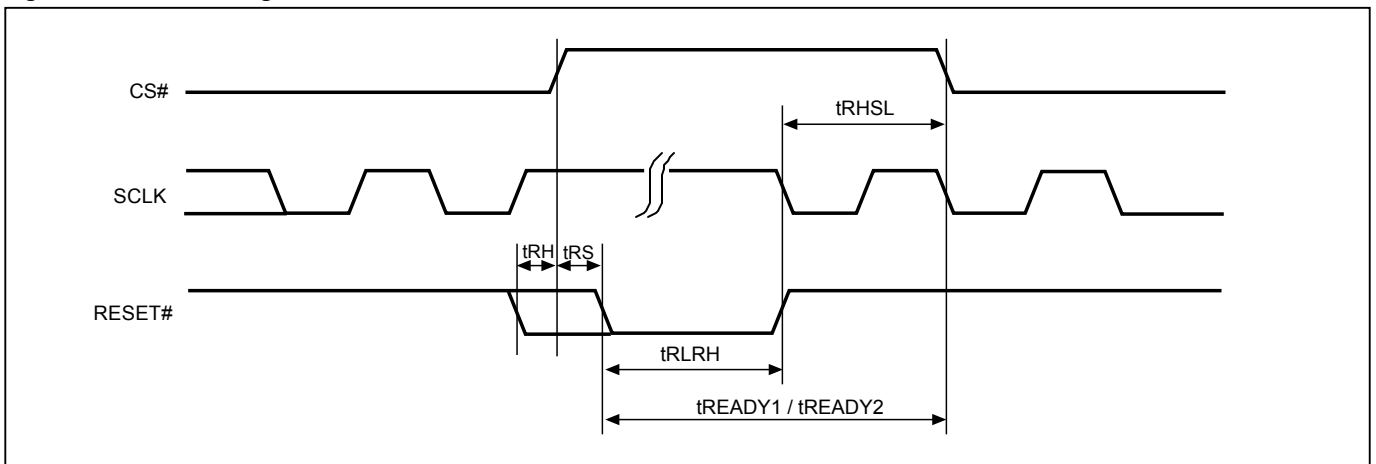 CS#
tRHSL
SCLK
tRH tRS
RESET#
tRLRH
tREADY1 / tREADY2